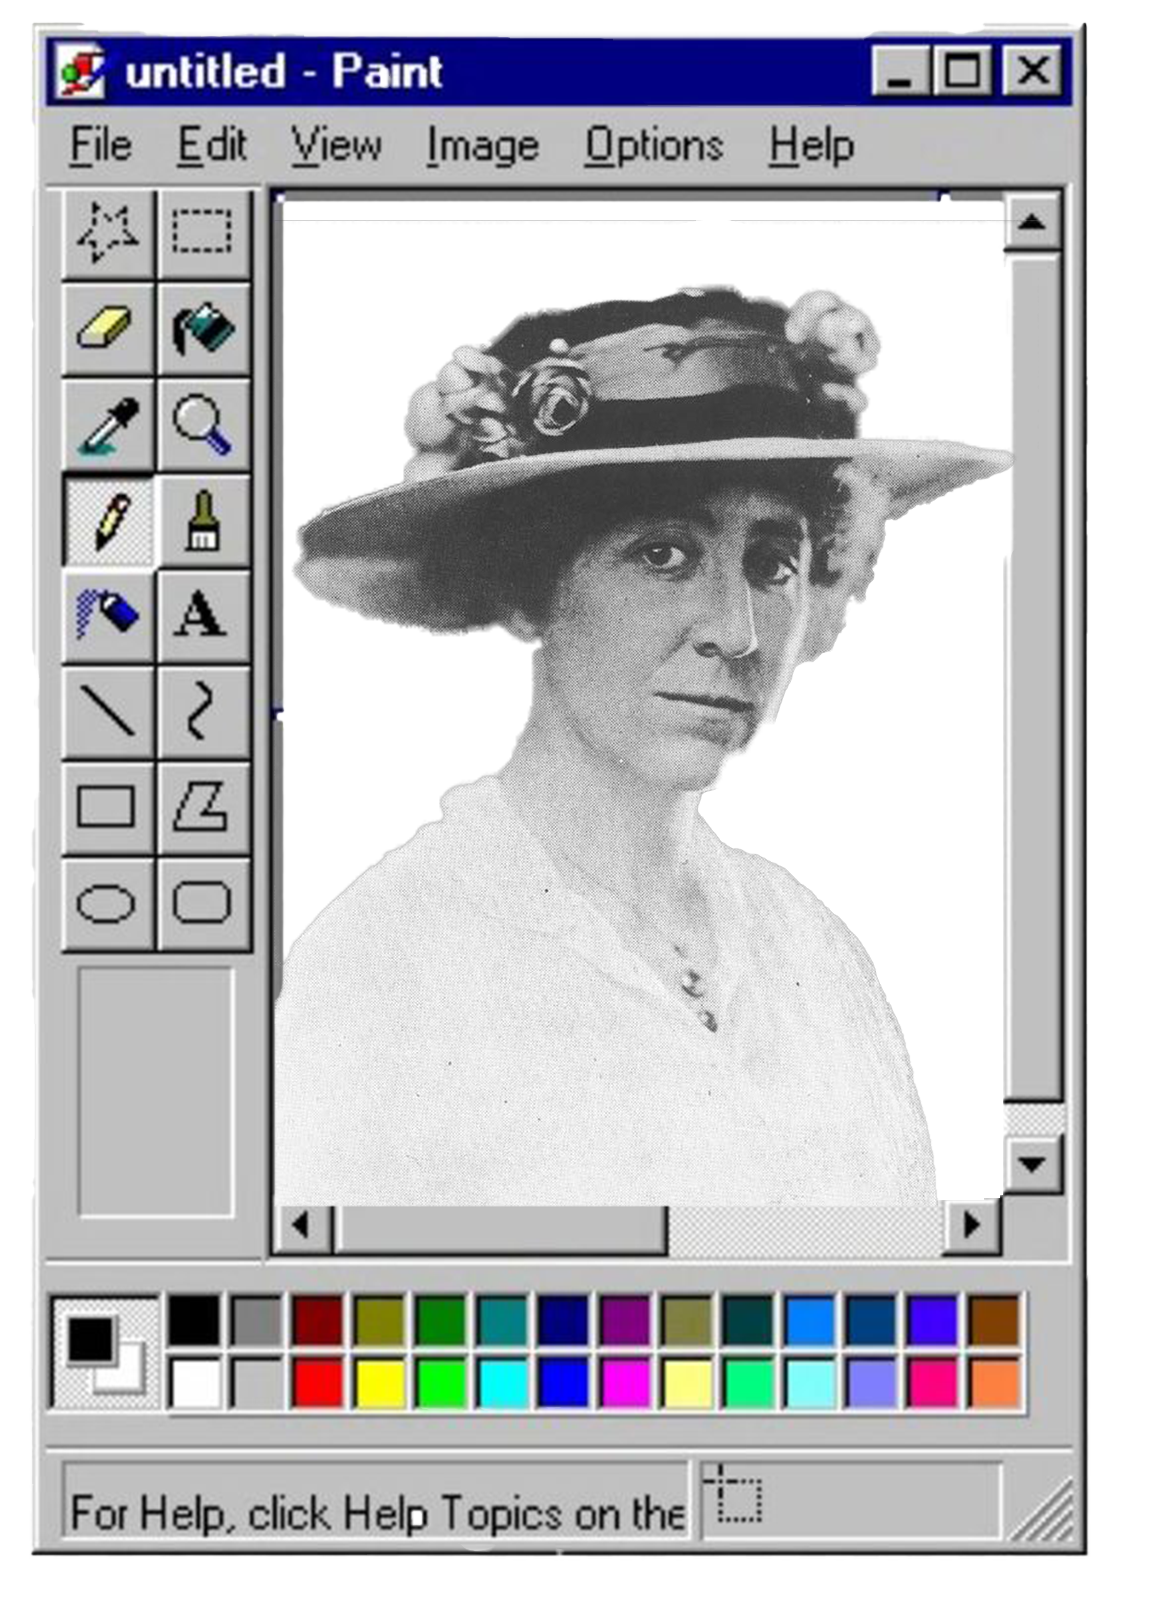 untitled - Paint
File Edit View Image Options Help
A
For Help, click Help Topics on the